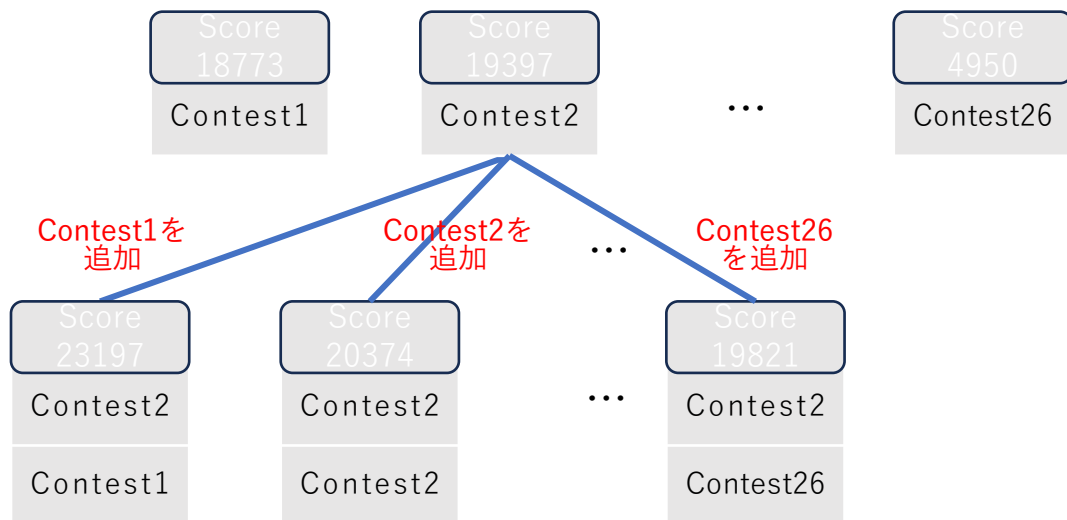 Score
18773
Score
19397
Score
4950
Contest1
Contest2
…
Contest26
Contest1を
追加
Contest2を
追加
…
Contest26
を追加
Score
23197
Score
20374
Score
19821
Contest2
Contest2
…
Contest2
Contest1
Contest2
Contest26